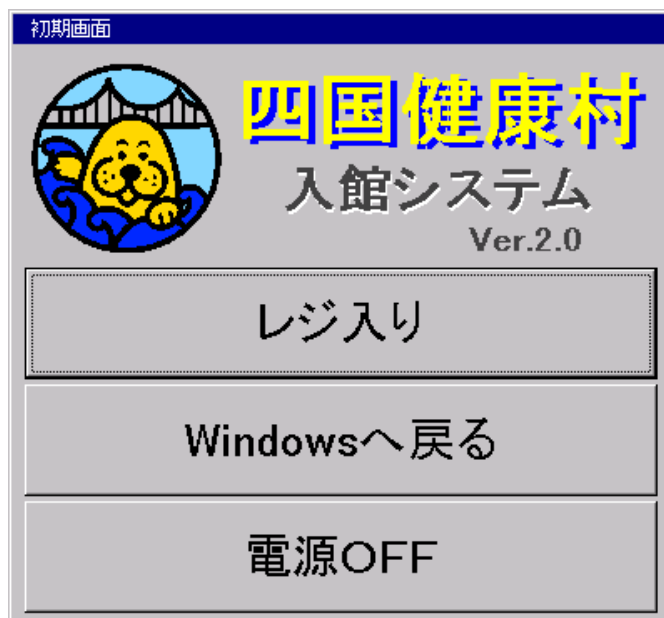 初期画面
四国健康村
入館システム
Ver.2.0
レジ入り
Windowsへ戻る
電源OFF